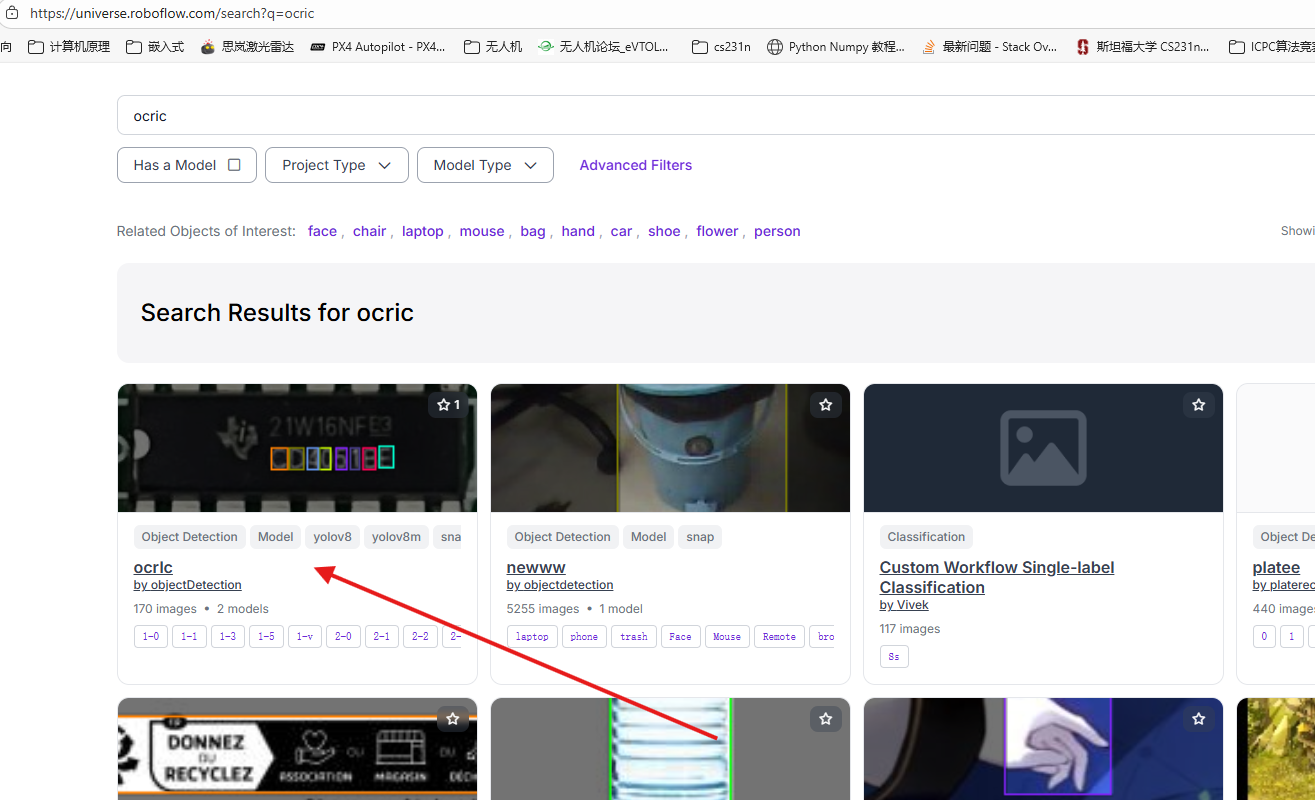 https://universe.roboflow.com/search?q=ocric
向 计算机原理 嵌入式 思岚激光雷达 PX4 Autopilot - PX4... 无人机 无人机论坛_eVTOL... cs231n Python Numpy 教程... 最新问题 - Stack Ov... 斯坦福大学 CS231n... ICPC算法竞
ocric
Has a Model Project Type Model Type Advanced Filters
Related Objects of Interest: face , chair , laptop , mouse , bag , hand , car , shoe , flower , person
Showi
Search Results for ocric
21W16NFE3
1
Object Detection Model yolov8 yolov8m sna
ocrIc
by objectDetection
170 images • 2 models
1-0 1-1 1-3 1-5 1-v 2-0 2-1 2-2 2-
Object Detection Model snap
newww
by objectdetection
5255 images • 1 model
laptop phone trash Face Mouse Remote bro
Classification
Custom Workflow Single-label
Classification
by Vivek
117 images
Ss
Object De
platee
by platerec
440 image
0 1
DONNEZ
OU
RECYCLEZ
ASSOCIATION
OU
MAGASIN
OU
DÉCH